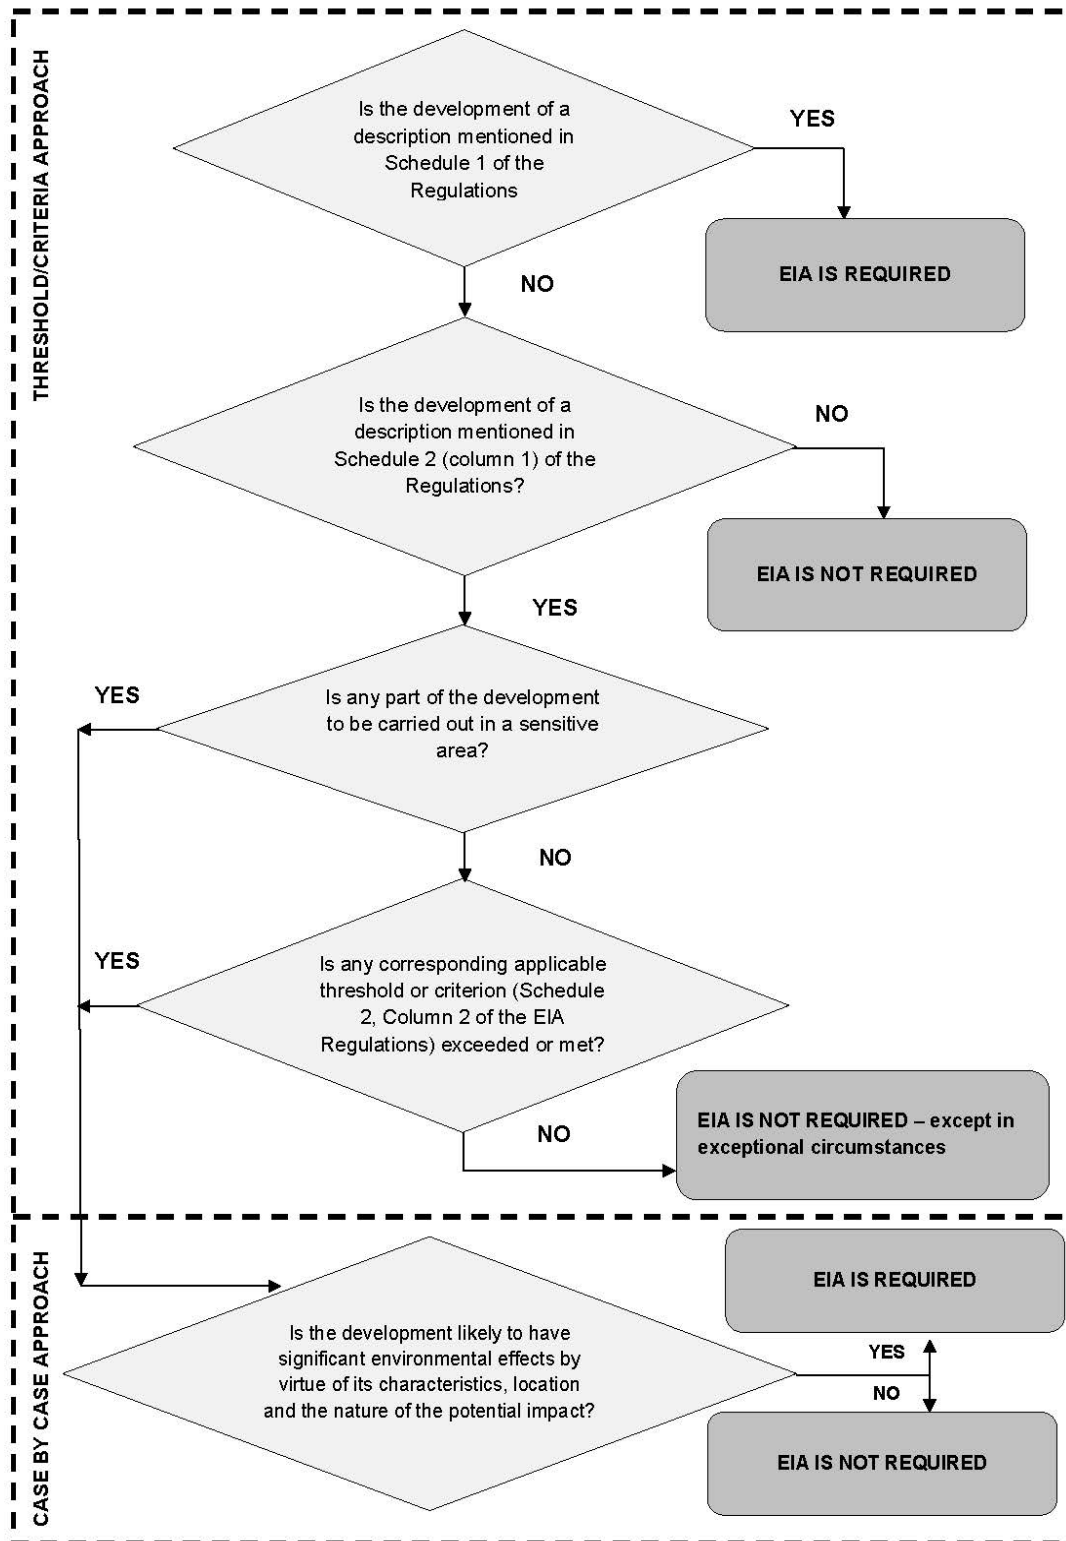 THRESHOLD/CRITERIA APPROACH
Is the development of a
description mentioned in
Schedule 1 of the
Regulations
YES
EIA IS REQUIRED
NO
Is the development of a
description mentioned in
Schedule 2 (column 1) of the
Regulations?
NO
EIA IS NOT REQUIRED
YES
Is any part of the development
to be carried out in a sensitive
area?
YES
NO
Is any corresponding applicable
threshold or criterion (Schedule
2, Column 2 of the EIA
Regulations) exceeded or met?
YES
NO
EIA IS NOT REQUIRED – except in
exceptional circumstances
CASE BY CASE APPROACH
Is the development likely to have
significant environmental effects by
virtue of its characteristics, location
and the nature of the potential impact?
EIA IS REQUIRED
YES
NO
EIA IS NOT REQUIRED